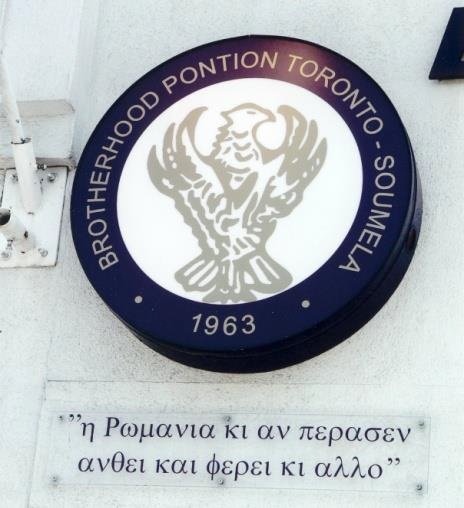 BROTHERHOOD PONTION TORONTO - SOUMELA
• 1963 •
"η Ρωμανια κι αν περασεν
ανθει και φερει κι αλλο"